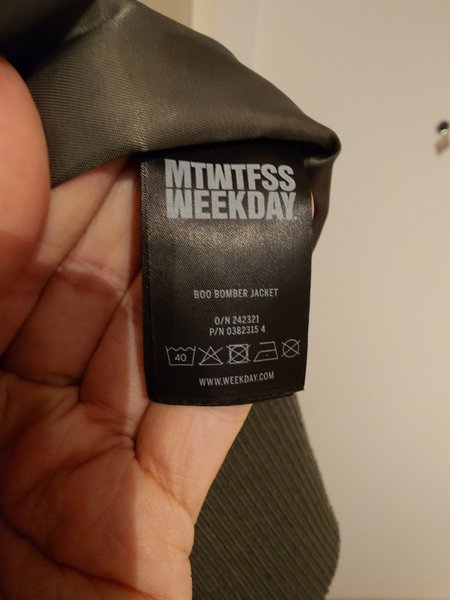 MTWTFSS
WEEKDAY
BOO BOMBER JACKET
O/N 242321
P/N 0382315 4
40
WWW.WEEKDAY.COM